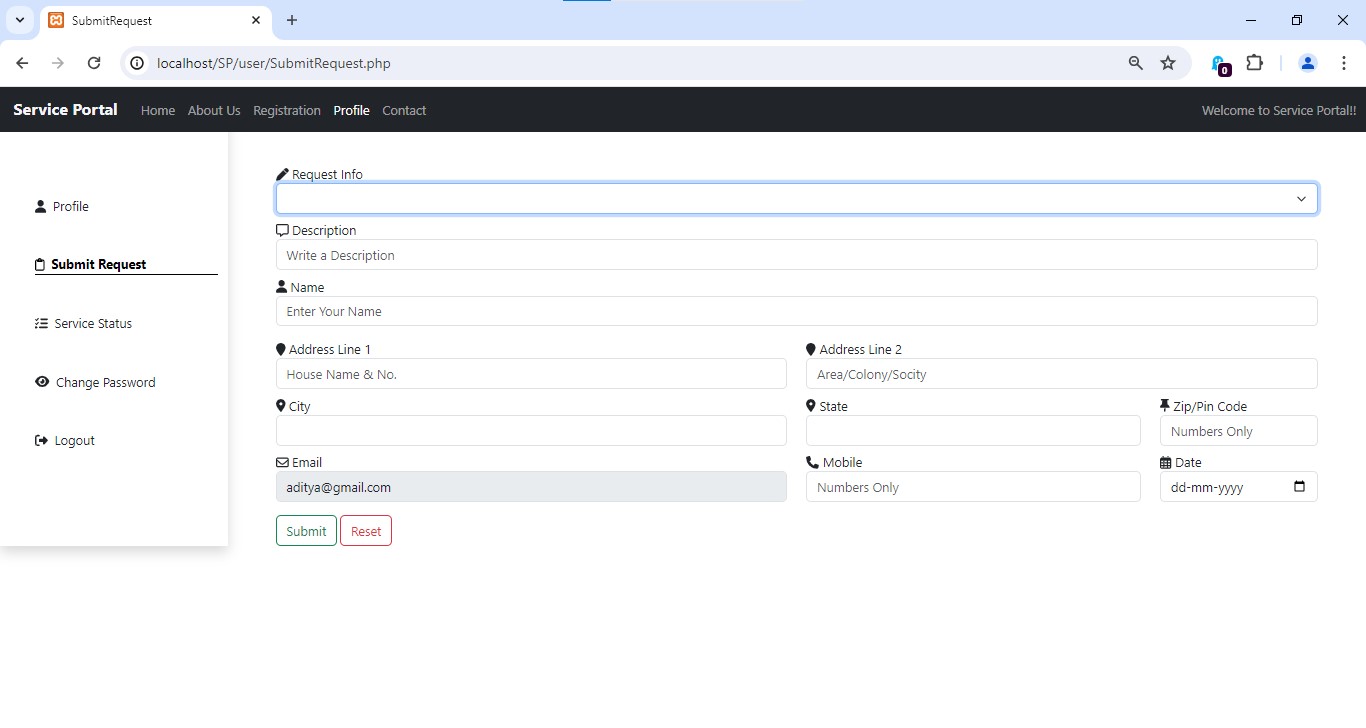 SubmitRequest
localhost/SP/user/SubmitRequest.php
0
Service Portal Home About Us Registration Profile Contact Welcome to Service Portal!!
Profile
Submit Request
Service Status
Change Password
Logout
Request Info
Description
Write a Description
Name
Enter Your Name
Address Line 1 Address Line 2
House Name & No. Area/Colony/Socity
City State Zip/Pin Code
Numbers Only
Email Mobile Date
aditya@gmail.com Numbers Only dd-mm-yyyy
Submit Reset